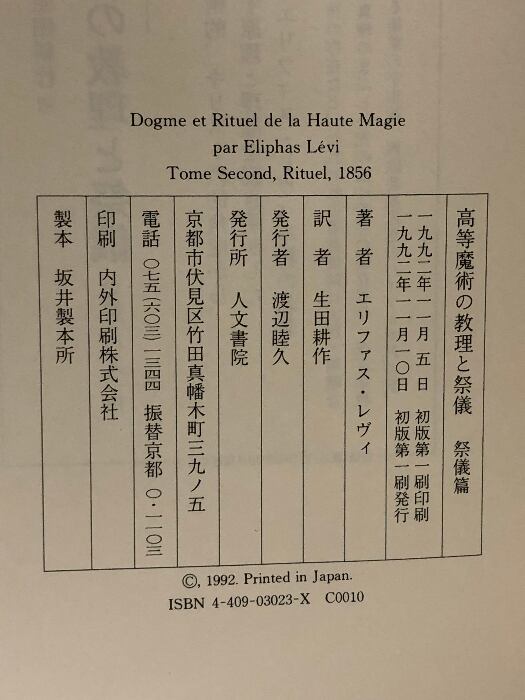 Dogme et Rituel de la Haute Magie
par Eliphas Lévi
Tome Second, Rituel, 1856
高等魔術の教理と祭儀 祭儀篇
一九九二年一一月 五 日 初版第一刷印刷
一九九二年一一月一〇日 初版第一刷発行
著者 エリファス・レヴィ
訳者 生田耕作
発行者 渡辺睦久
発行所 人文書院
京都市伏見区竹田真幡木町三九ノ五
電話 〇七五(六〇三)一三四四 振替京都 〇・一一〇三
印刷 内外印刷株式会社
製本 坂井製本所
©, 1992. Printed in Japan.
ISBN 4-409-03023-X C0010